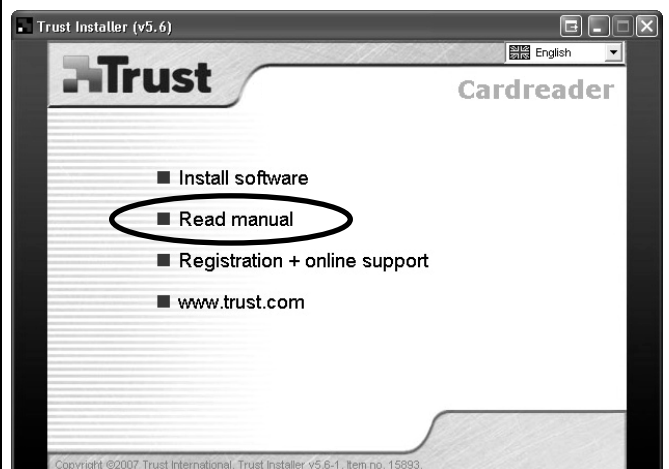 Trust Installer (v5.6)
English
Trust
Cardreader
Install software
Read manual
Registration + online support
www.trust.com
Copyright ©2007 Trust International. Trust Installer v5.6-1. Item no. 15893.